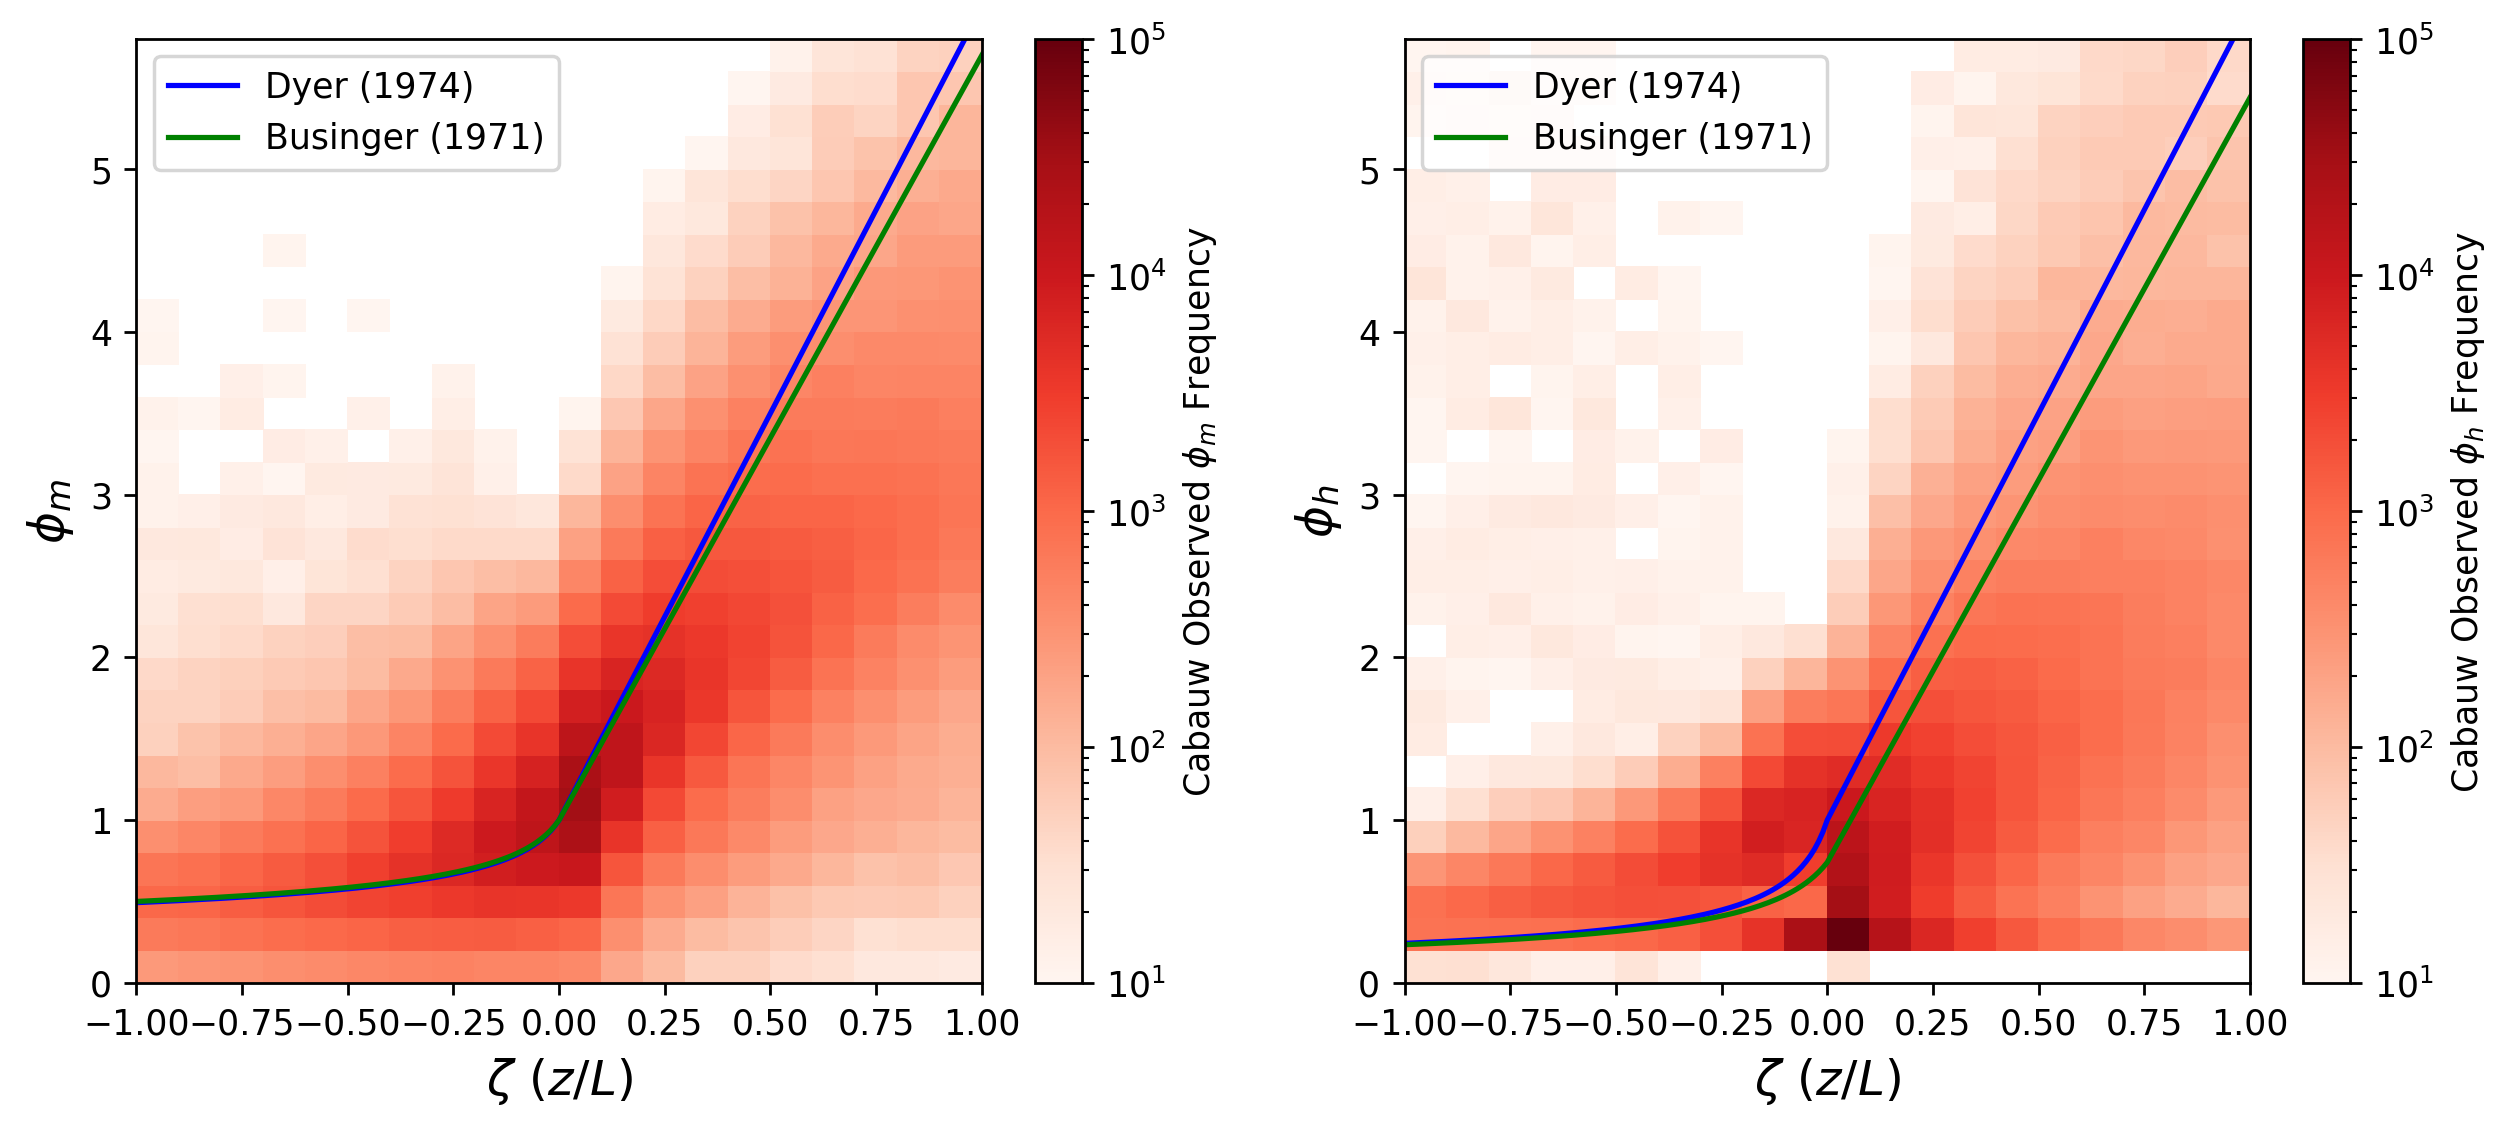 Dyer (1974)
Businger (1971)
ϕm
5
4
3
2
1
0
−1.00 −0.75 −0.50 −0.25 0.00 0.25 0.50 0.75 1.00
ζ (z/L)
10^5
10^4
10^3
10^2
10^1
Cabauw Observed ϕm Frequency
Dyer (1974)
Businger (1971)
ϕh
5
4
3
2
1
0
−1.00 −0.75 −0.50 −0.25 0.00 0.25 0.50 0.75 1.00
ζ (z/L)
10^5
10^4
10^3
10^2
10^1
Cabauw Observed ϕh Frequency